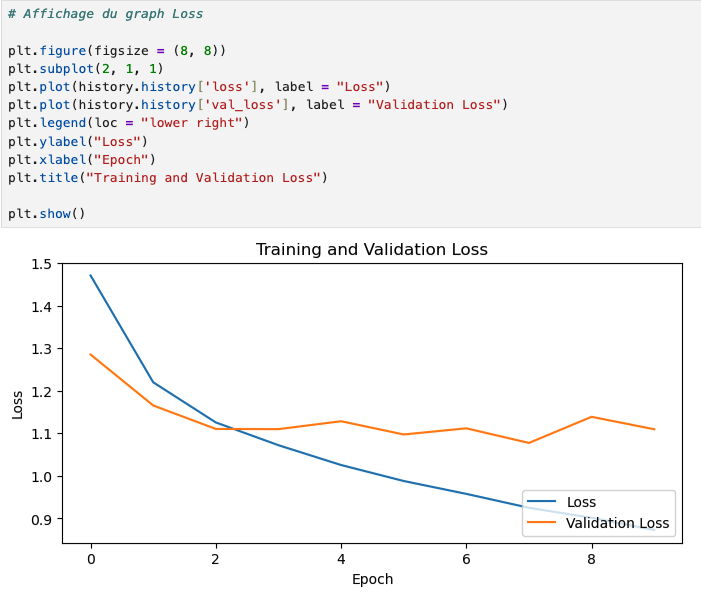 # Affichage du graph Loss
plt.figure(figsize = (8, 8))
plt.subplot(2, 1, 1)
plt.plot(history.history['loss'], label = "Loss")
plt.plot(history.history['val_loss'], label = "Validation Loss")
plt.legend(loc = "lower right")
plt.ylabel("Loss")
plt.xlabel("Epoch")
plt.title("Training and Validation Loss")
plt.show()
Training and Validation Loss
1.5
1.4
1.3
1.2
1.1
1.0
0.9
Loss
Loss
Validation Loss
0 2 4 6 8
Epoch